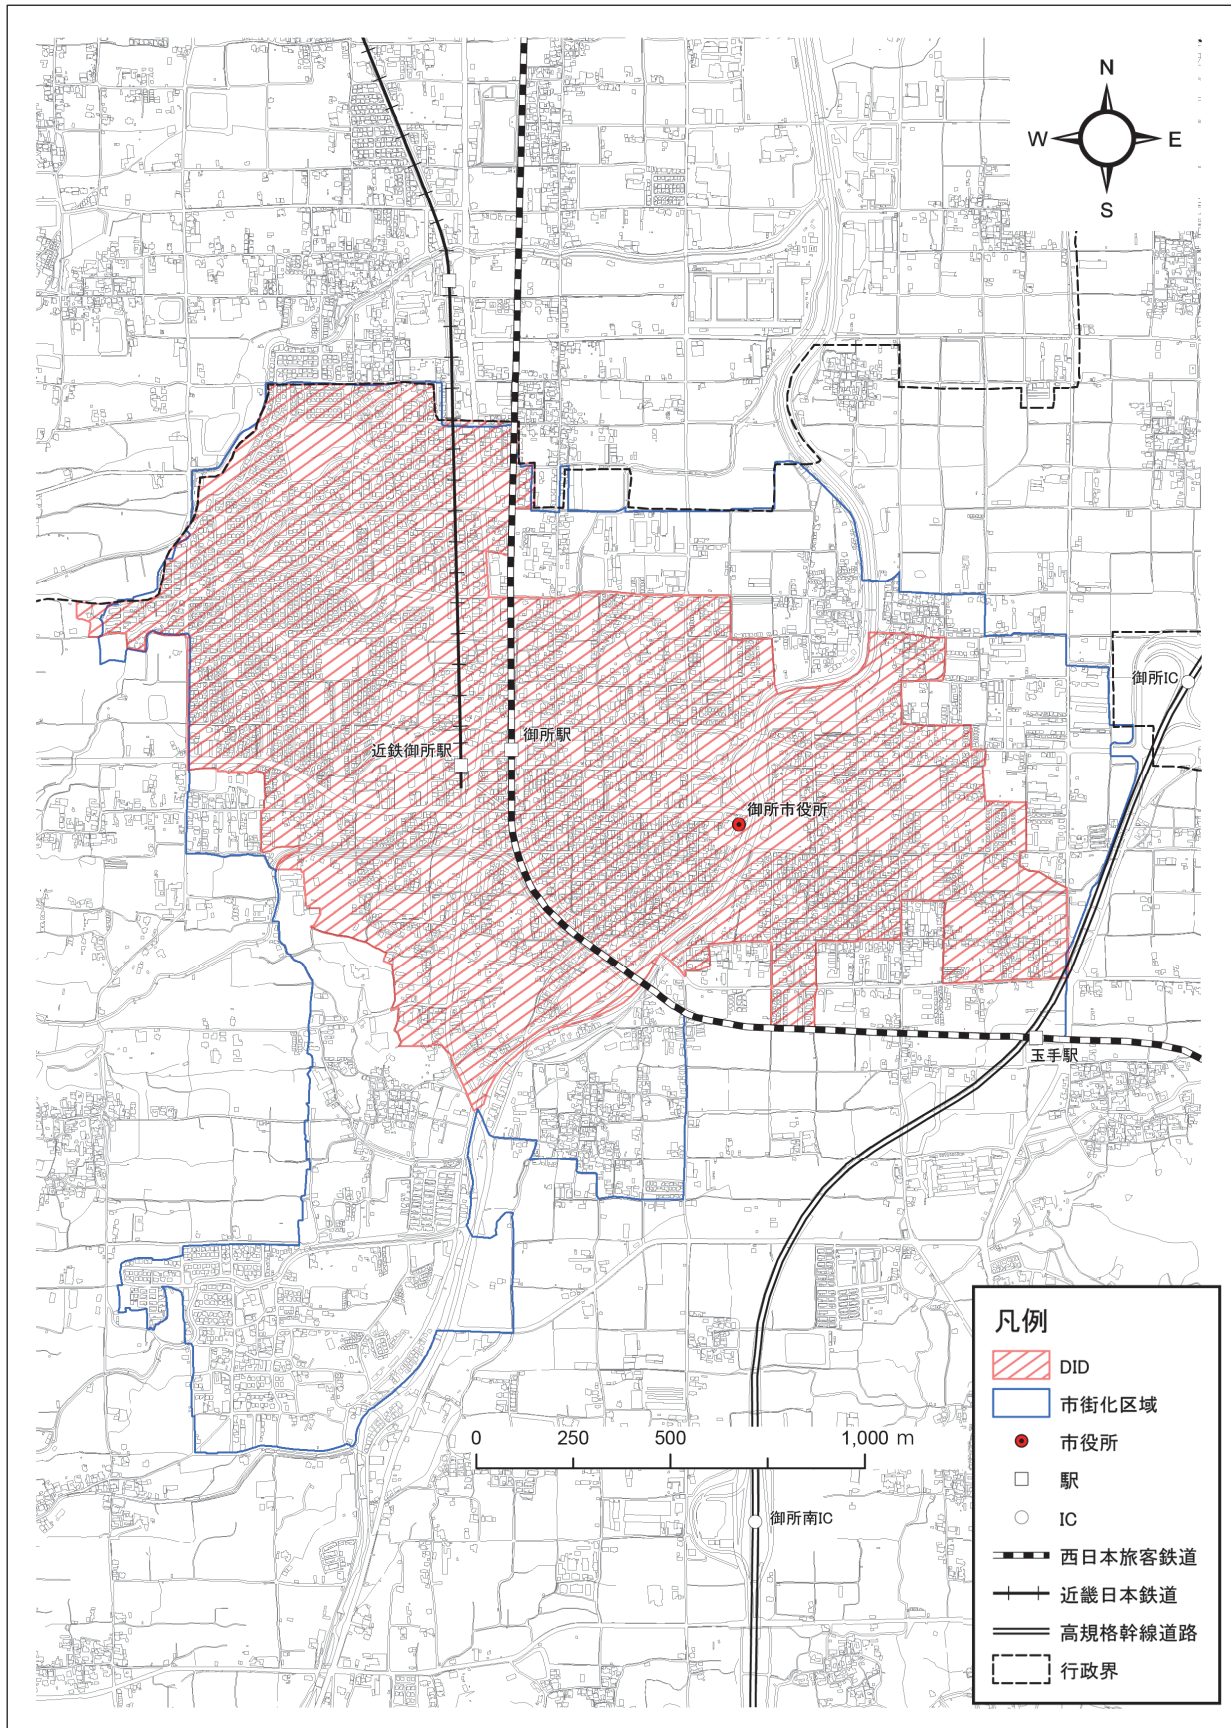 N
W E
S
御所IC
御所駅
近鉄御所駅
御所市役所
玉手駅
凡例
DID
市街化区域
市役所
駅
IC
西日本旅客鉄道
近畿日本鉄道
高規格幹線道路
行政界
0 250 500 1,000 m
御所南IC